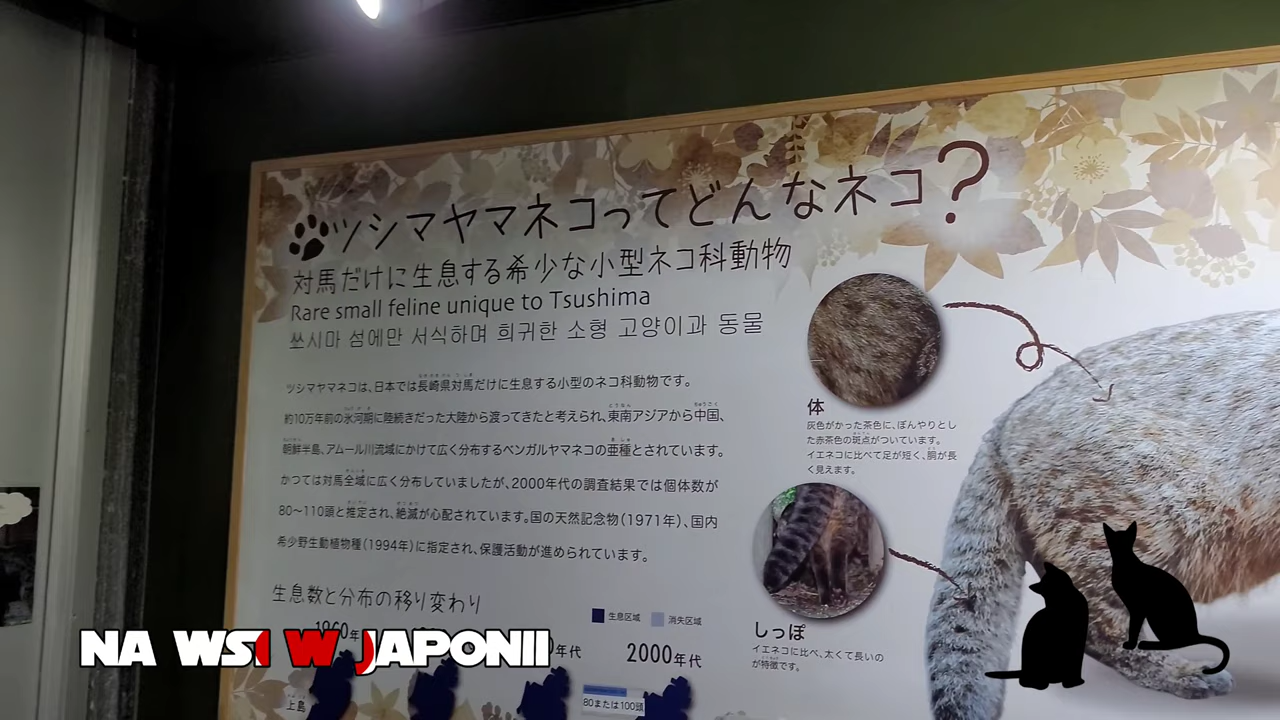 ツシマヤマネコってどんなネコ?
対馬だけに生息する希少な小型ネコ科動物
Rare small feline unique to Tsushima
쓰시마 섬에만 서식하며 희귀한 소형 고양이과 동물
ツシマヤマネコは、日本では長崎県対馬だけに生息する小型のネコ科動物です。
約10万年前の氷河期に陸続きだった大陸から渡ってきたと考えられ、東南アジアから中国、
朝鮮半島、アムール川流域にかけて広く分布するベンガルヤマネコの亜種とされています。
かつては対馬全域に広く分布していましたが、2000年代の調査結果では個体数が
80〜110頭と推定され、絶滅が心配されています。国の天然記念物（1971年）、国内
希少野生動植物種（1994年）に指定され、保護活動が進められています。
生息数と分布の移り変わり
生息区域
消失区域
1960年
年代
2000年代
上島
80または100頭
体
灰色がかった茶色に、ぼんやりとし
た赤茶色の斑点がついています。
イエネコに比べて足が短く、胴が長
く見えます。
しっぽ
イエネコに比べ、太くて長いの
が特徴です。
NA WSI W JAPONII